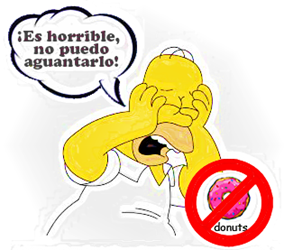 ¡Es horrible,
no puedo
aguantarlo!
donuts